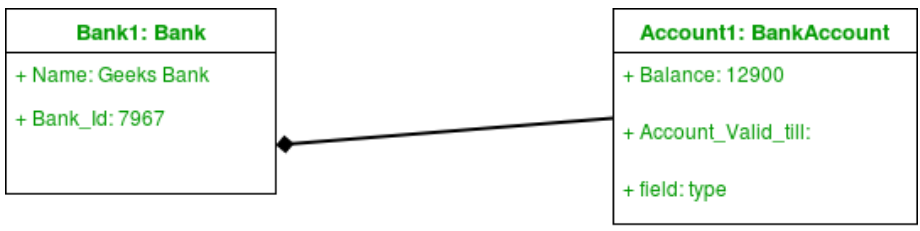 Bank1: Bank
+ Name: Geeks Bank
+ Bank_Id: 7967
Account1: BankAccount
+ Balance: 12900
+ Account_Valid_till:
+ field: type